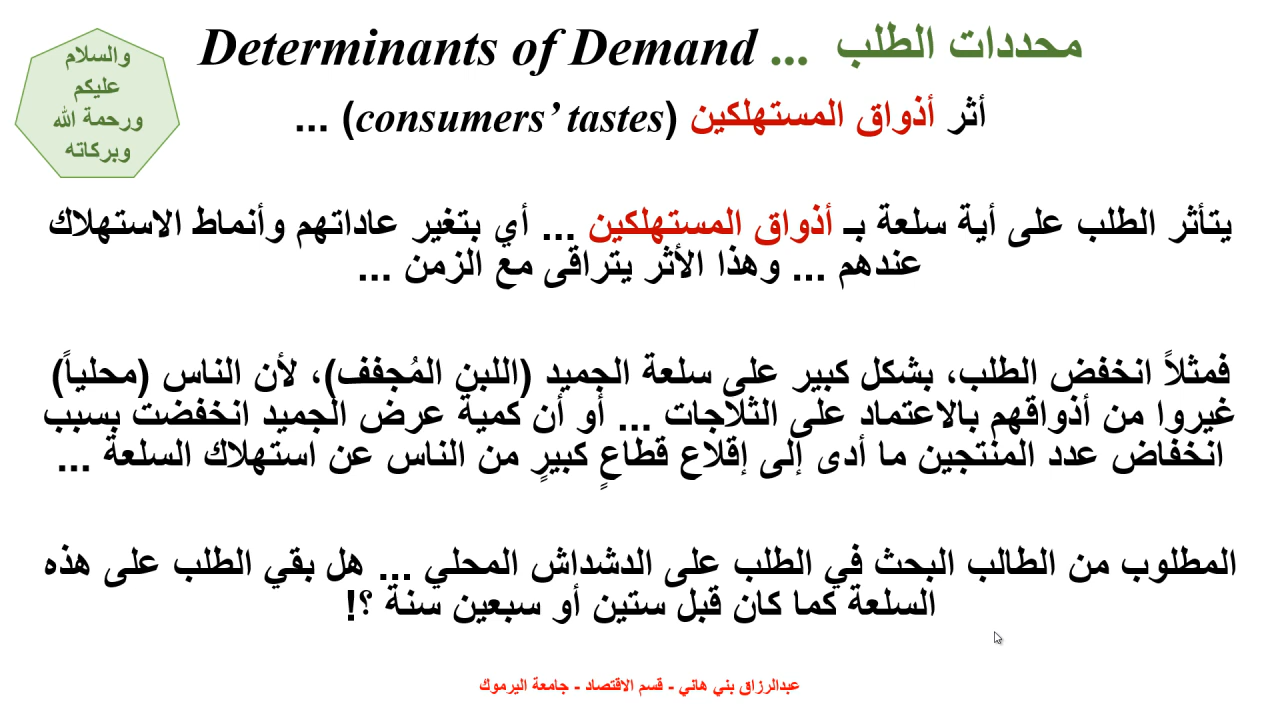 محددات الطلب ... Determinants of Demand
والسلام
عليكم
ورحمة الله
وبركاته
أثر أذواق المستهلكين (consumers’ tastes) ...
يتأثر الطلب على أية سلعة بـ أذواق المستهلكين ... أي بتغير عاداتهم وأنماط الاستهلاك
عندهم ... وهذا الأثر يتراقى مع الزمن ...
فمثلاً انخفض الطلب، بشكل كبير على سلعة الجميد (اللبن المُجفف)، لأن الناس (محلياً)
غيروا من أذواقهم بالاعتماد على الثلاجات ... أو أن كمية عرض الجميد انخفضت بسبب
انخفاض عدد المنتجين ما أدى إلى إقلاع قطاعٍ كبيرٍ من الناس عن استهلاك السلعة ...
المطلوب من الطالب البحث في الطلب على الدشداش المحلي ... هل بقي الطلب على هذه
السلعة كما كان قبل ستين أو سبعين سنة ؟!
عبدالرزاق بني هاني - قسم الاقتصاد - جامعة اليرموك